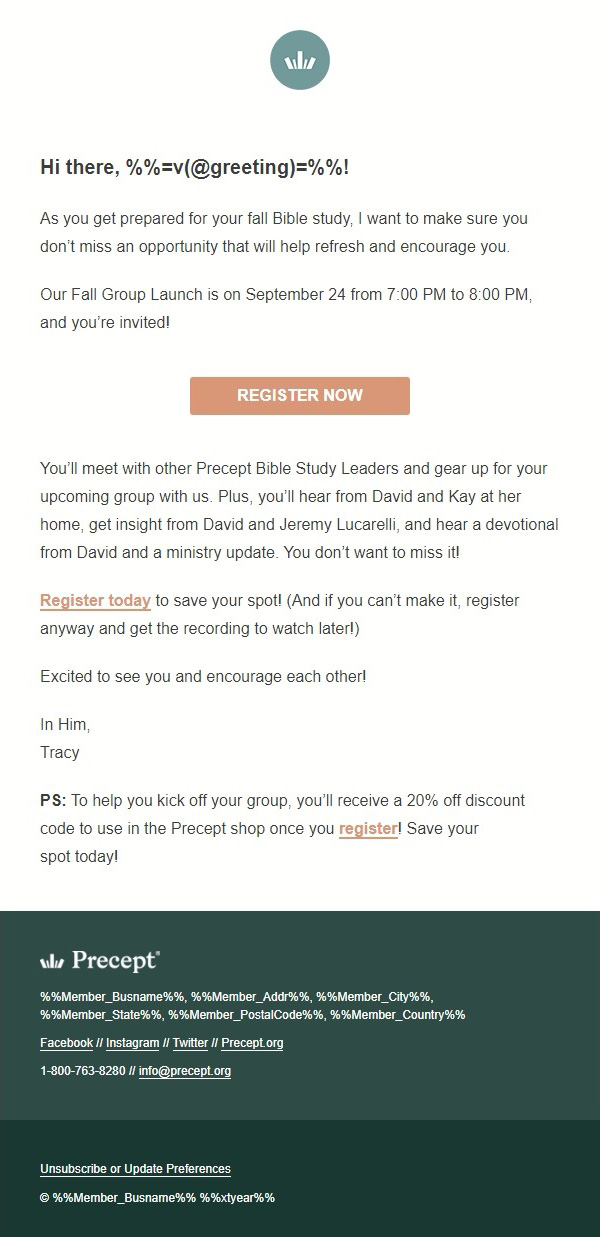 Hi there, %%=v(@greeting)=%%!
As you get prepared for your fall Bible study, I want to make sure you
don’t miss an opportunity that will help refresh and encourage you.
Our Fall Group Launch is on September 24 from 7:00 PM to 8:00 PM,
and you’re invited!
REGISTER NOW
You’ll meet with other Precept Bible Study Leaders and gear up for your
upcoming group with us. Plus, you’ll hear from David and Kay at her
home, get insight from David and Jeremy Lucarelli, and hear a devotional
from David and a ministry update. You don’t want to miss it!
Register today to save your spot! (And if you can’t make it, register
anyway and get the recording to watch later!)
Excited to see you and encourage each other!
In Him,
Tracy
PS: To help you kick off your group, you’ll receive a 20% off discount
code to use in the Precept shop once you register! Save your
spot today!
Precept®
%%Member_Busname%%, %%Member_Addr%%, %%Member_City%%,
%%Member_State%%, %%Member_PostalCode%%, %%Member_Country%%
Facebook // Instagram // Twitter // Precept.org
1-800-763-8280 // info@precept.org
Unsubscribe or Update Preferences
© %%Member_Busname%% %%xtyear%%